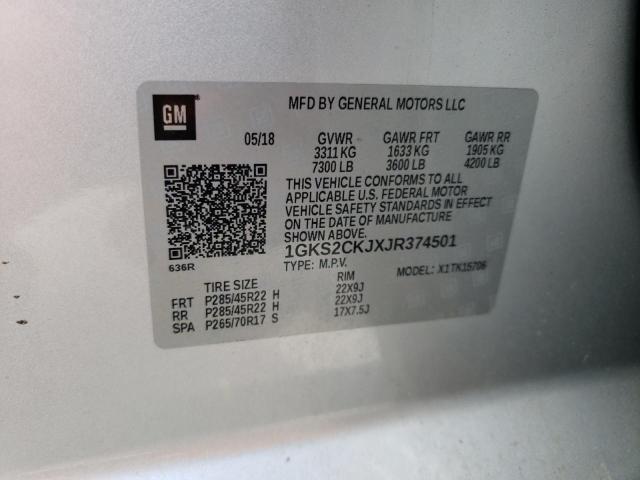 GM
MFD BY GENERAL MOTORS LLC
05/18 GVWR GAWR FRT GAWR RR
3311 KG 1633 KG 1905 KG
7300 LB 3600 LB 4200 LB
THIS VEHICLE CONFORMS TO ALL
APPLICABLE U.S. FEDERAL MOTOR
VEHICLE SAFETY STANDARDS IN EFFECT
ON THE DATE OF MANUFACTURE
SHOWN ABOVE.
1GKS2CKJXJR374501
636R
TYPE: M.P.V. MODEL: X1TK15706
TIRE SIZE RIM
FRT P285/45R22 H 22X9J
RR P285/45R22 H 22X9J
SPA P265/70R17 S 17X7.5J